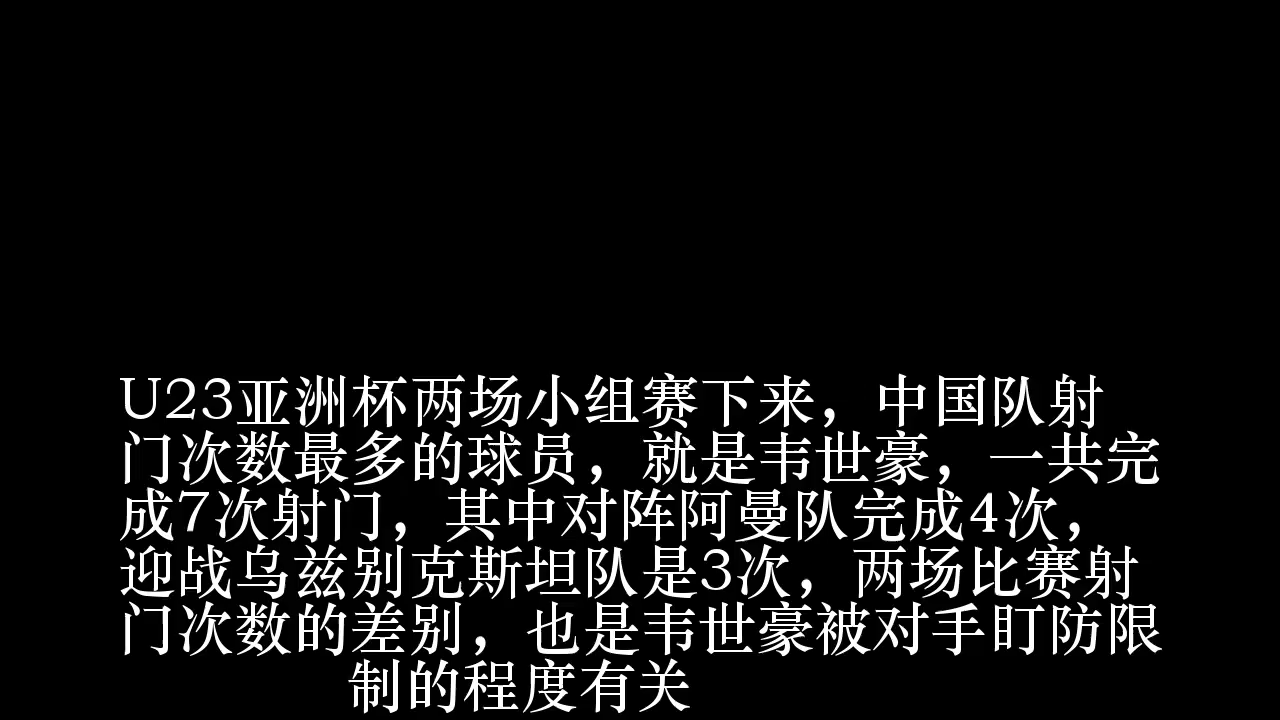 U23亚洲杯两场小组赛下来，中国队射
门次数最多的球员，就是韦世豪，一共完
成7次射门，其中对阵阿曼队完成4次，
迎战乌兹别克斯坦队是3次，两场比赛射
门次数的差别，也是韦世豪被对手盯防限
制的程度有关